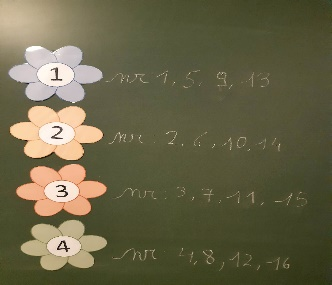 1 nr 1, 5, 9, 13
2 nr. 2, 6, 10, 14
3 nr. 3, 7, 11, 15
4 nr 4, 8, 12, 16